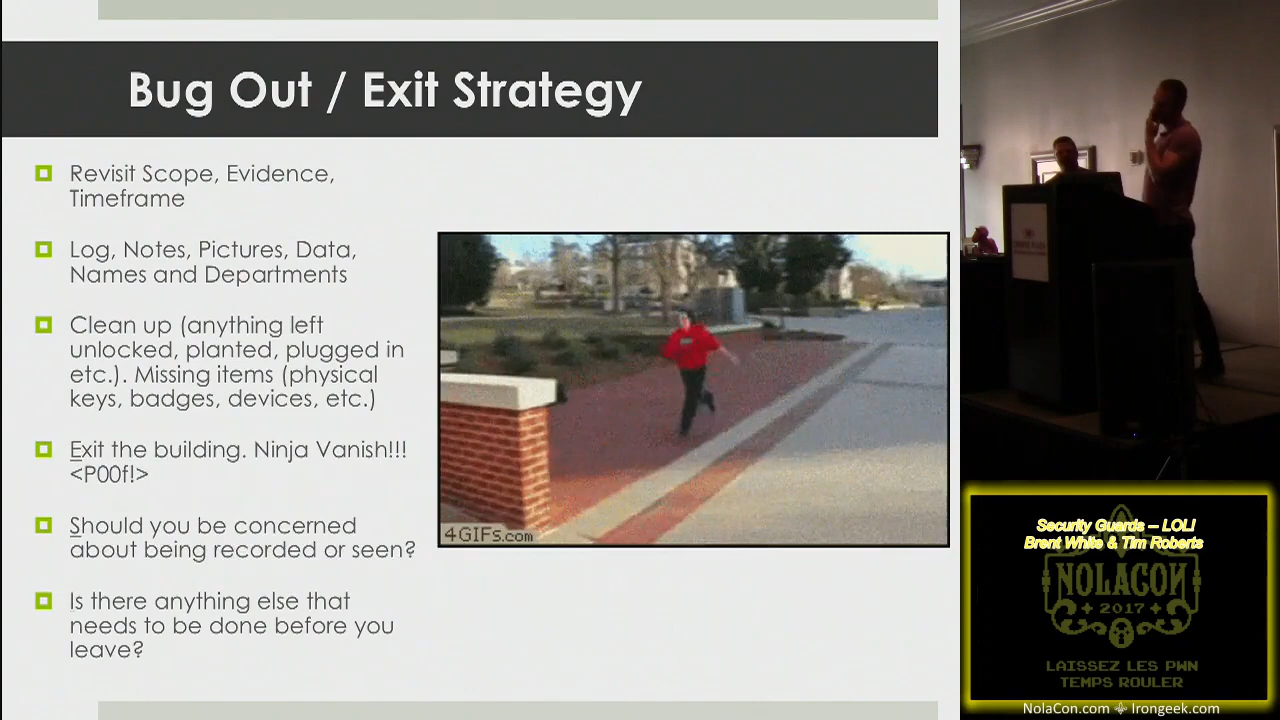 Bug Out / Exit Strategy
Revisit Scope, Evidence,
Timeframe
Log, Notes, Pictures, Data,
Names and Departments
Clean up (anything left
unlocked, planted, plugged in
etc.). Missing items (physical
keys, badges, devices, etc.)
Exit the building. Ninja Vanish!!!
<P00f!>
Should you be concerned
about being recorded or seen?
Is there anything else that
needs to be done before you
leave?
4GIFs.com
Security Guards -- LOL!
Brent White & Tim Roberts
NOLACON
2017
LAISSEZ LES PWN
TEMPS ROULER
NolaCon.com Irongeek.com